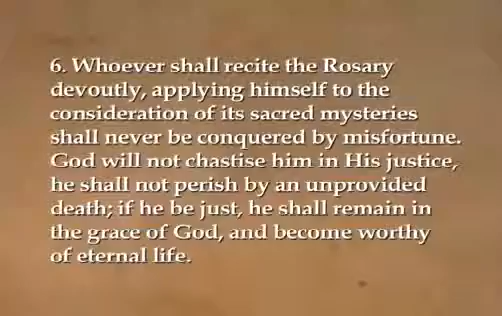 6. Whoever shall recite the Rosary
devoutly, applying himself to the
consideration of its sacred mysteries
shall never be conquered by misfortune.
God will not chastise him in His justice,
he shall not perish by an unprovided
death; if he be just, he shall remain in
the grace of God, and become worthy
of eternal life.